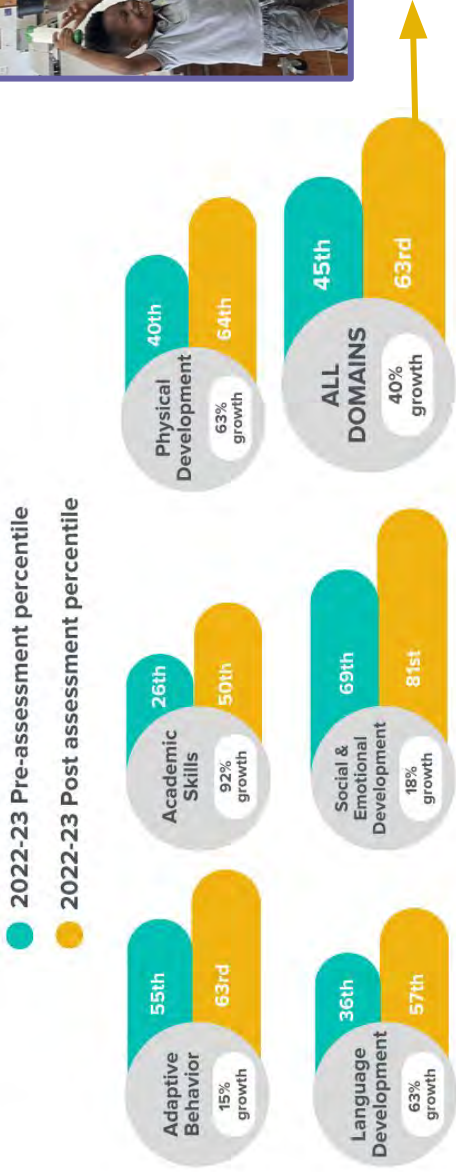 2022-23 Pre-assessment percentile
2022-23 Post assessment percentile
Adaptive
Behavior
15%
growth
55th
63rd
Academic
Skills
92%
growth
26th
50th
Physical
Development
63%
growth
40th
64th
Language
Development
63%
growth
36th
57th
Social &
Emotional
Development
18%
growth
69th
81st
ALL
DOMAINS
40%
growth
45th
63rd